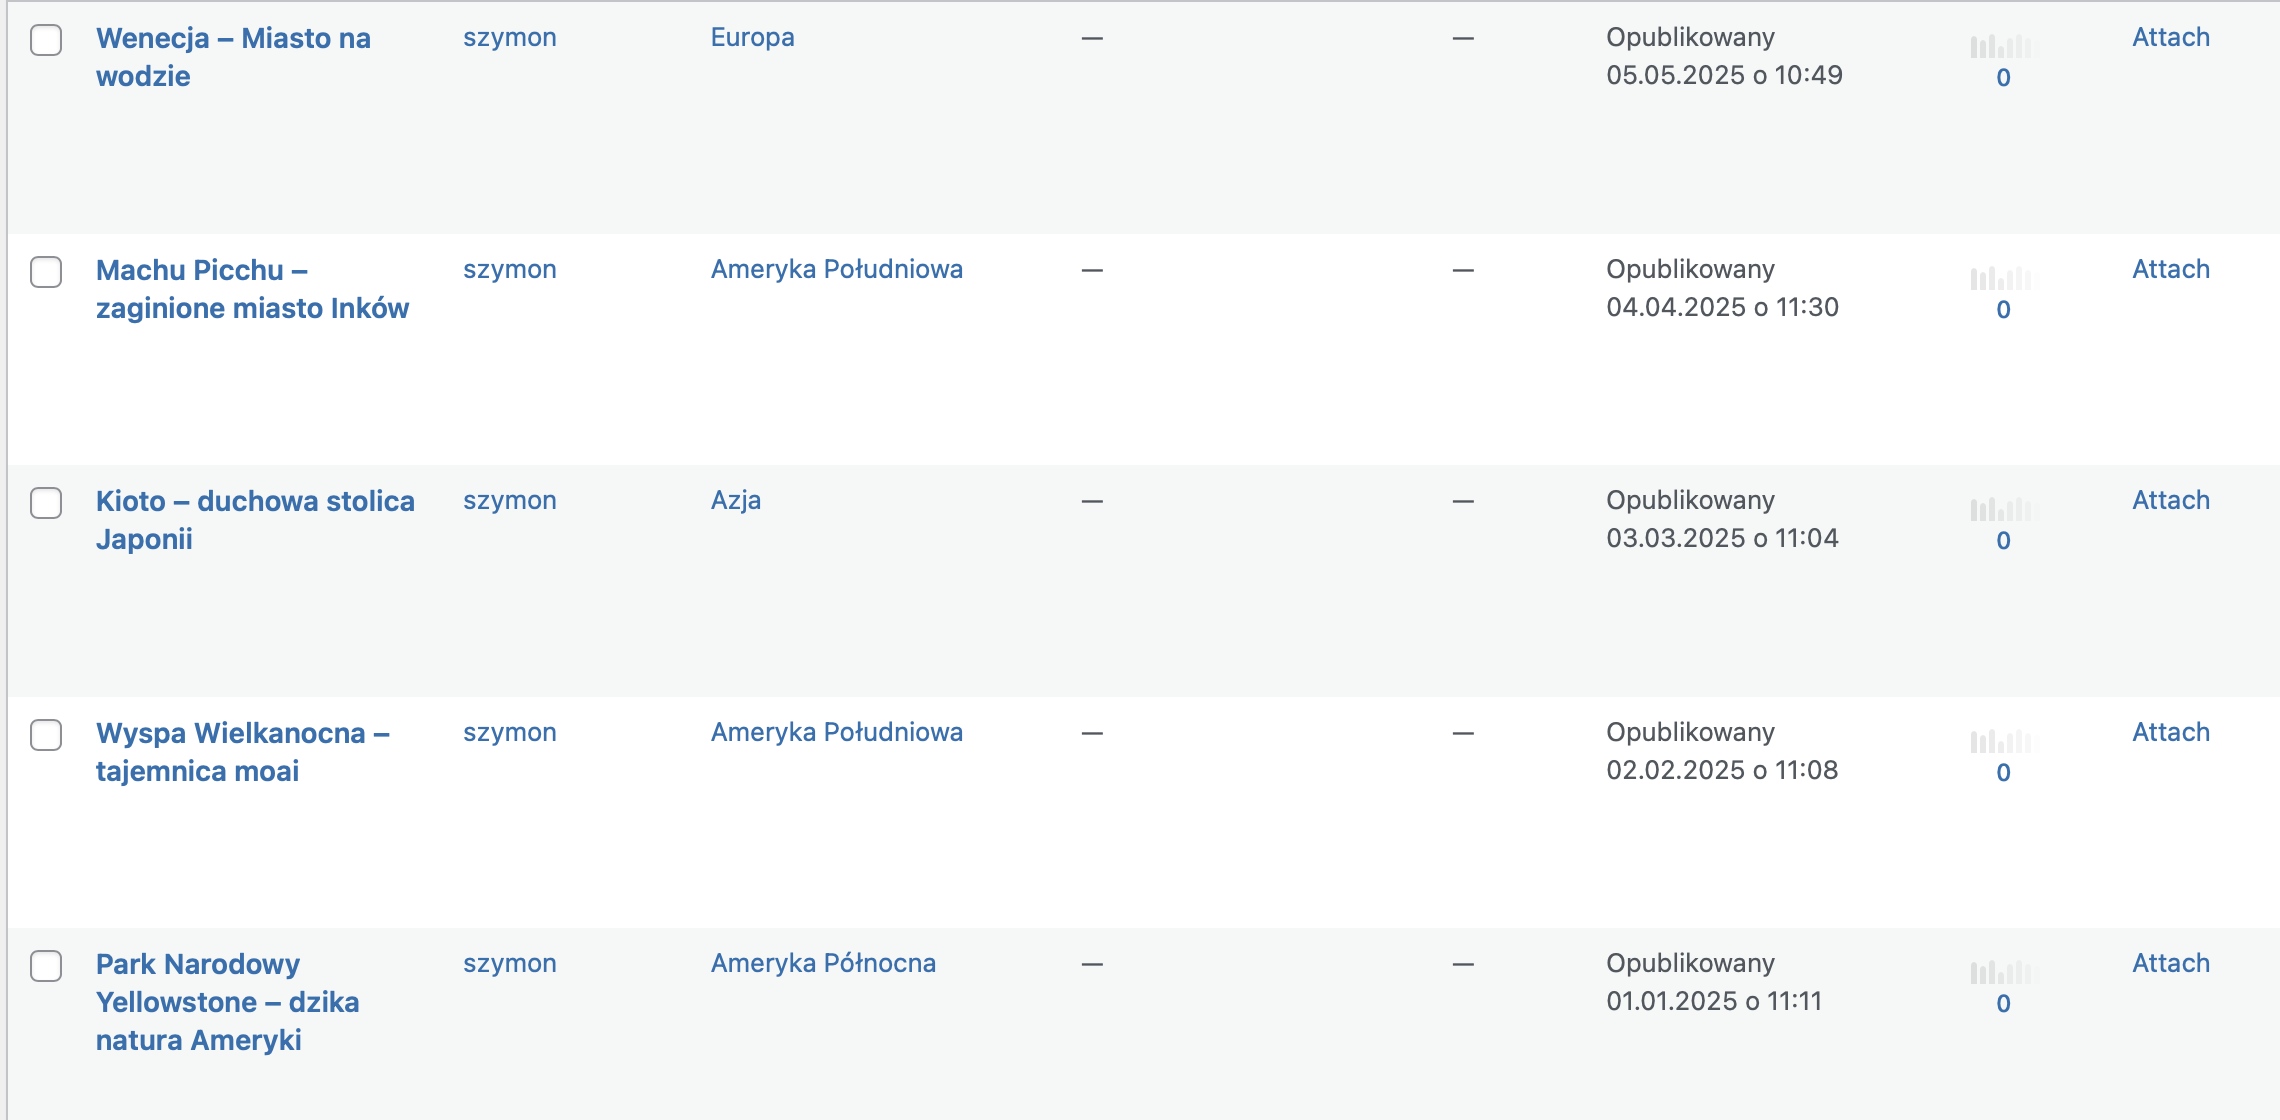 Wenecja – Miasto na wodzie szymon Europa — — Opublikowany 05.05.2025 o 10:49 0 Attach
Machu Picchu – zaginione miasto Inków szymon Ameryka Południowa — — Opublikowany 04.04.2025 o 11:30 0 Attach
Kioto – duchowa stolica Japonii szymon Azja — — Opublikowany 03.03.2025 o 11:04 0 Attach
Wyspa Wielkanocna – tajemnica moai szymon Ameryka Południowa — — Opublikowany 02.02.2025 o 11:08 0 Attach
Park Narodowy Yellowstone – dzika natura Ameryki szymon Ameryka Północna — — Opublikowany 01.01.2025 o 11:11 0 Attach